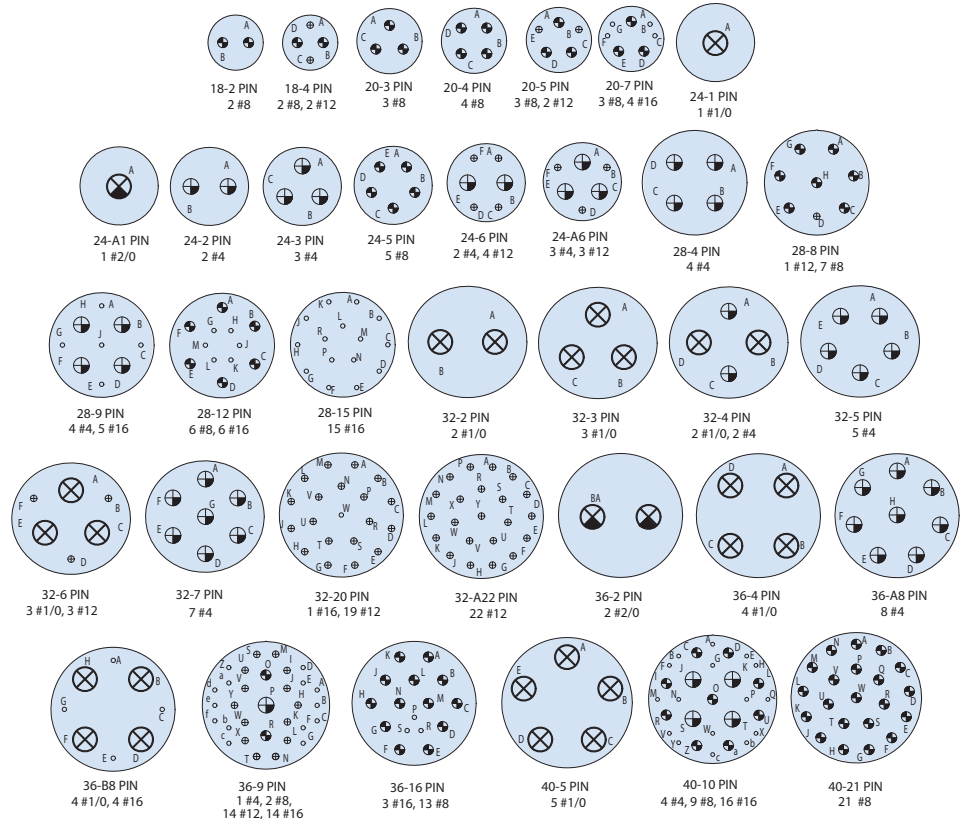 A B
18-2 PIN
2 #8
D A B C
18-4 PIN
2 #8, 2 #12
A C B
20-3 PIN
3 #8
A D B C
20-4 PIN
4 #8
A E B C D
20-5 PIN
3 #8, 2 #12
A G B F C E D
20-7 PIN
3 #8, 4 #16
A
24-1 PIN
1 #1/0
A
24-A1 PIN
1 #2/0
A B
24-2 PIN
2 #4
A C B
24-3 PIN
3 #4
E A D B C
24-5 PIN
5 #8
F A E B D C
24-6 PIN
2 #4, 4 #12
A F B E C D
24-A6 PIN
3 #4, 3 #12
D A C B
28-4 PIN
4 #4
G A F H B E C D
28-8 PIN
1 #12, 7 #8
H A G J B F C E D
28-9 PIN
4 #4, 5 #16
A G H B F M J C L K E D
28-12 PIN
6 #8, 6 #16
K A J L B R M C H P N D G F E
28-15 PIN
15 #16
A B
32-2 PIN
2 #1/0
A C B
32-3 PIN
3 #1/0
A D B C
32-4 PIN
2 #1/0, 2 #4
A E B D C
32-5 PIN
5 #4
A F B E C D
32-6 PIN
3 #1/0, 3 #12
A F B G E C D
32-7 PIN
7 #4
M A L N B K V P C W J U R D H T S E G F
32-20 PIN
1 #16, 19 #12
P A N R B M S C X Y D L T E W V U F K J H G
32-A22 PIN
22 #12
BA
36-2 PIN
2 #2/0
D A C B
36-4 PIN
4 #1/0
A G B H F C E D
36-A8 PIN
8 #4
H A B G C F E D
36-B8 PIN
4 #1/0, 4 #16
U M S O I Z D a V J E d Y P A e H B W K f F b R L C c X G T N
36-9 PIN
1 #4, 2 #8,
14 #12, 14 #16
K A J L B H N M C P G S R D F E
36-16 PIN
3 #16, 13 #8
A E B D C
40-5 PIN
5 #1/0
A C D B G E F J K H I L M N O P Q R S T U V W X Y Z a b c
40-10 PIN
4 #4, 9 #8, 16 #16
N A B M P V Q C L R U W D K T S E J F H G
40-21 PIN
21 #8